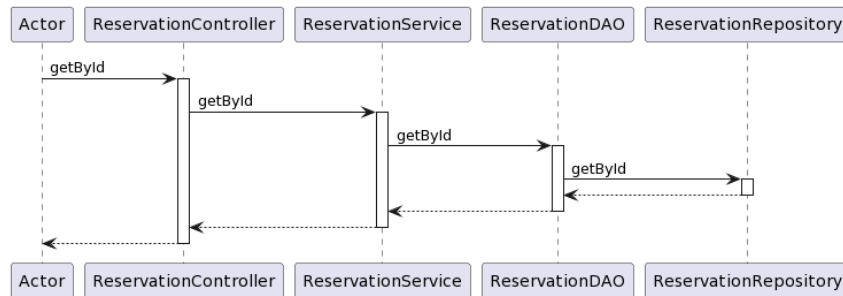 Actor ReservationController ReservationService ReservationDAO ReservationRepository
getById
getById
getById
getById
Actor ReservationController ReservationService ReservationDAO ReservationRepository